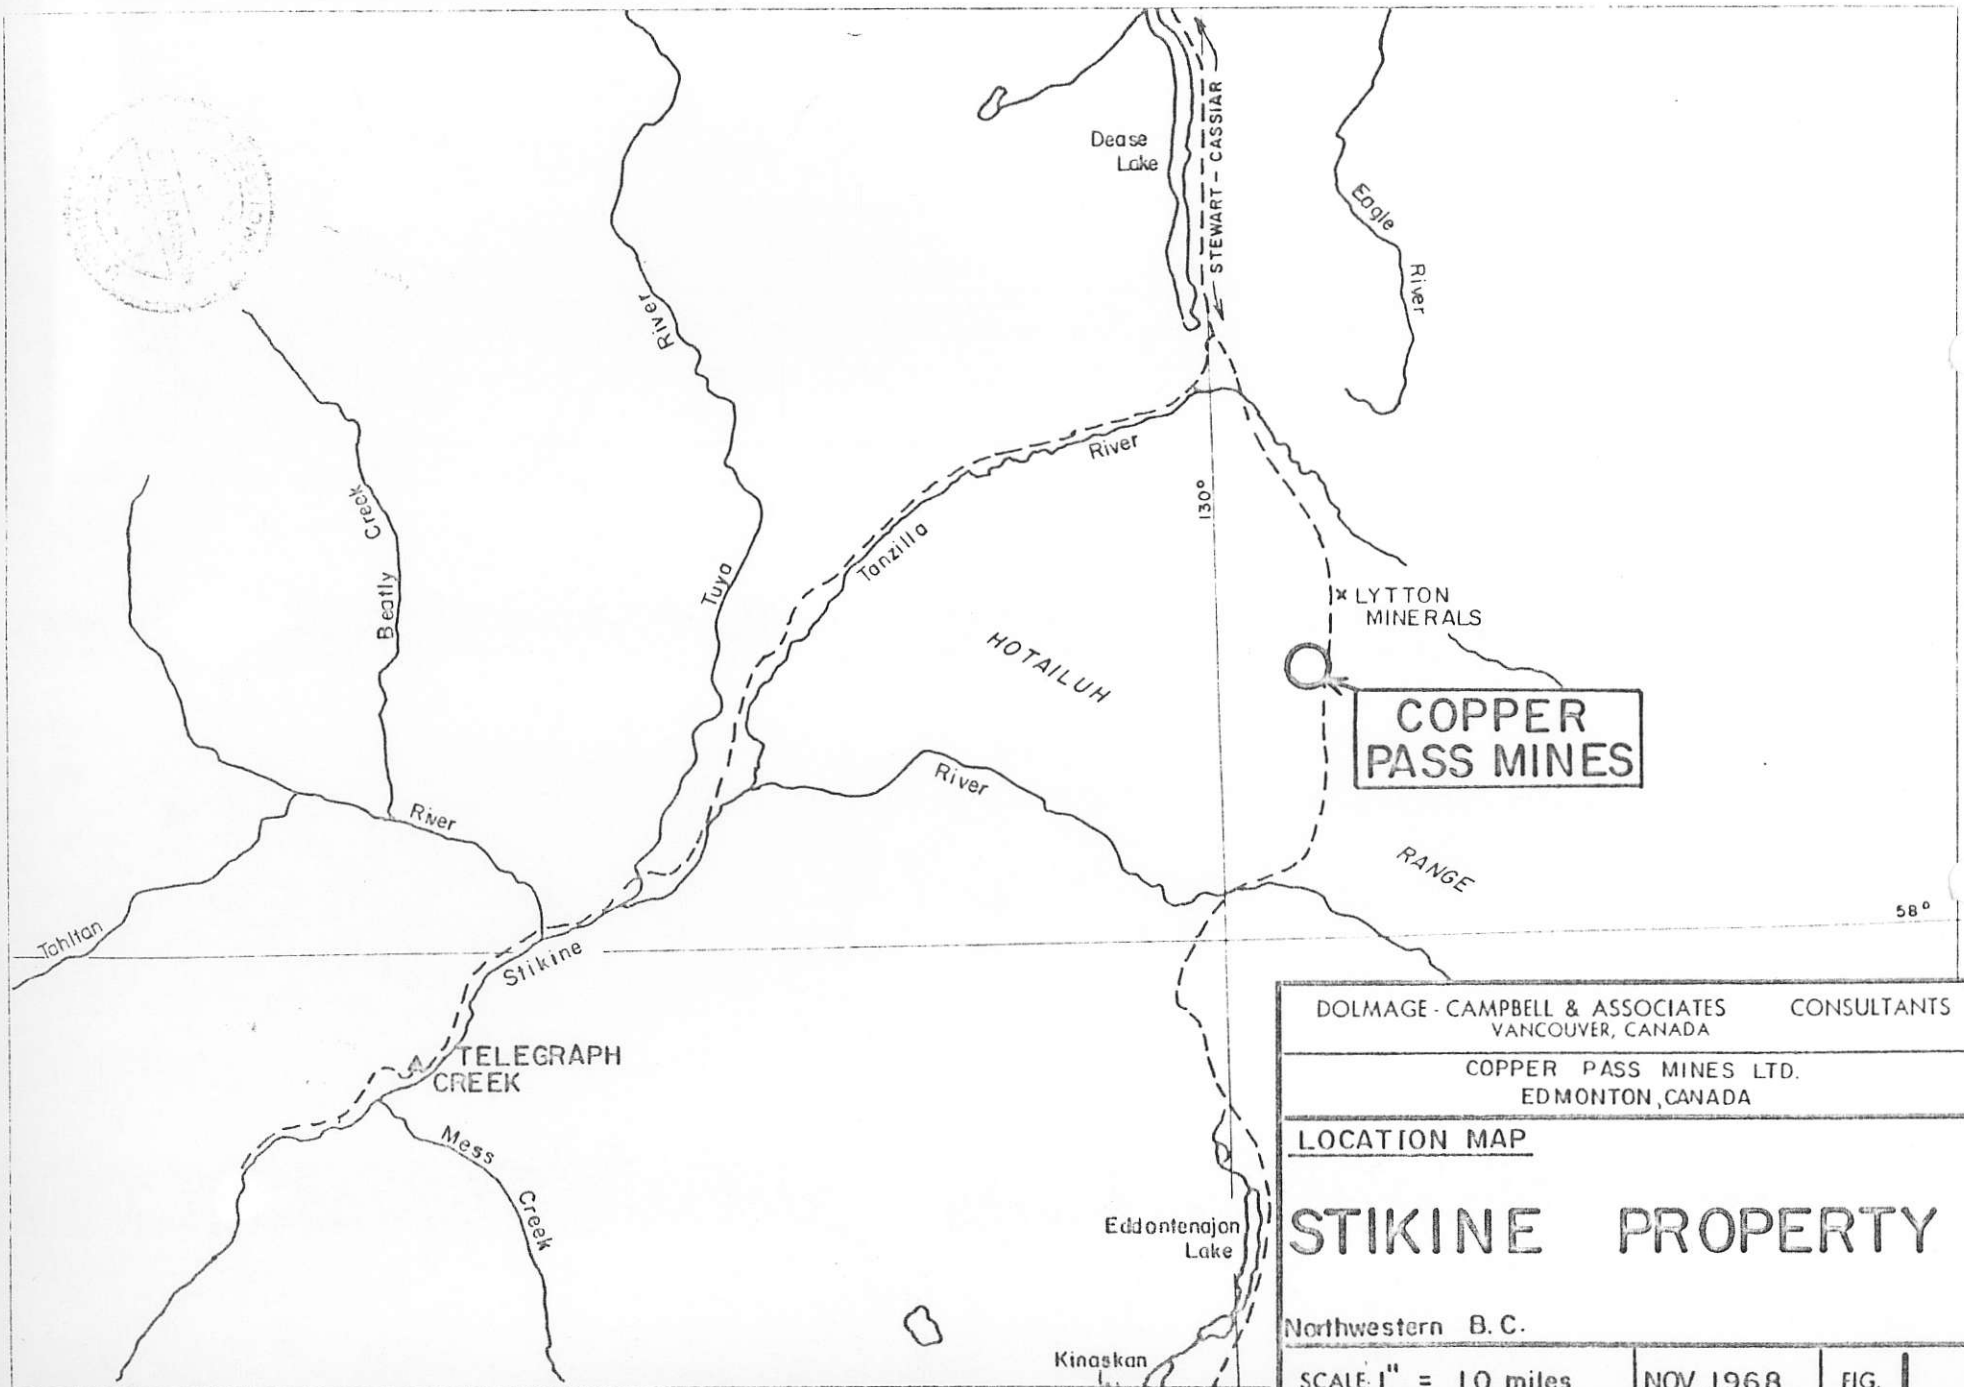 Dease
Lake
STEWART-CASSIAR
Eagle
River
River
Tuya
Creek
Beatly
River
Tanzilla
130°
x LYTTON
MINERALS
HOTAILUH
COPPER
PASS MINES
River
River
RANGE
58°
Tahltan
Stikine
TELEGRAPH
CREEK
Mess
Creek
Eddontenajon
Lake
Kinaskan
DOLMAGE - CAMPBELL & ASSOCIATES CONSULTANTS
VANCOUVER, CANADA
COPPER PASS MINES LTD.
EDMONTON, CANADA
LOCATION MAP
STIKINE PROPERTY
Northwestern B.C.
SCALE: 1" = 10 miles NOV 1968 FIG. 1